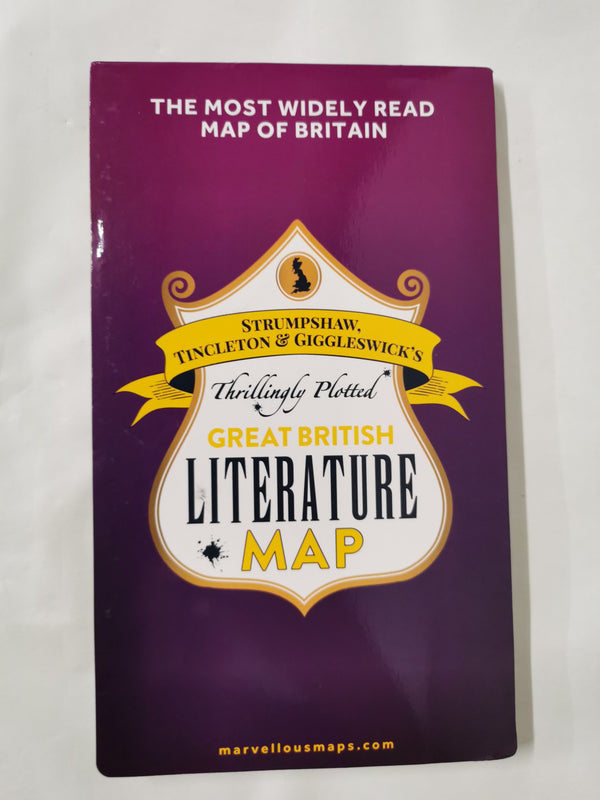 THE MOST WIDELY READ
MAP OF BRITAIN
STRUMPSHAW,
TINCLETON & GIGGLESWICK'S
Thrillingly Plotted
GREAT BRITISH
LITERATURE
MAP
marvellousmaps.com